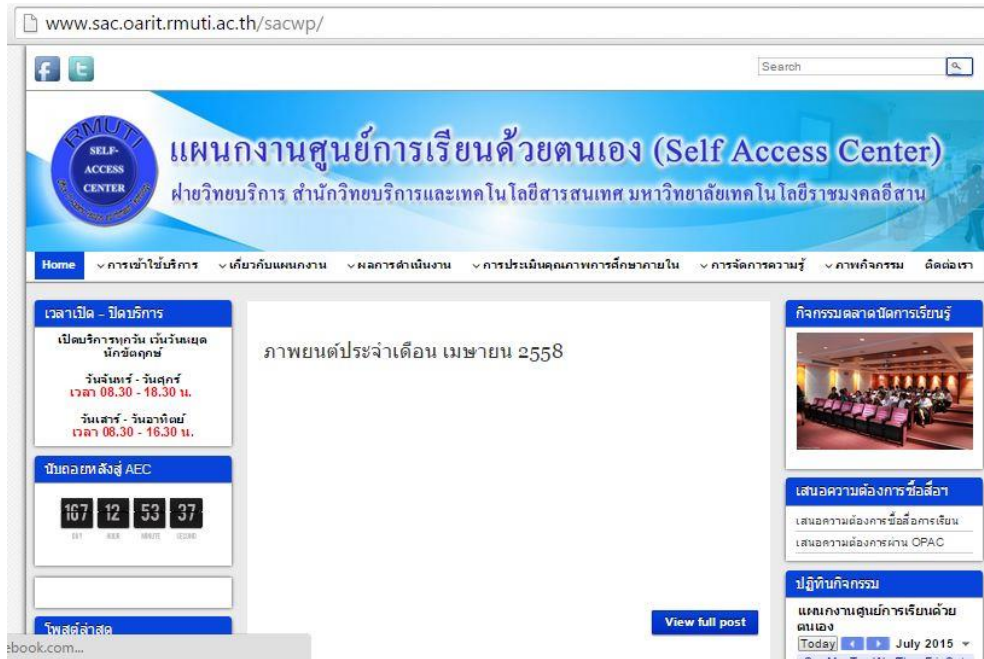 www.sac.oarit.rmuti.ac.th/sacwp/
Search
RMUTI
SELF-
ACCESS
CENTER
แผนกงานศูนย์การเรียนด้วยตนเอง (Self Access Center)
ฝ่ายวิทยบริการ สำนักวิทยบริการและเทคโนโลยีสารสนเทศ มหาวิทยาลัยเทคโนโลยีราชมงคลอีสาน
Home การเข้าใช้บริการ เกี่ยวกับแผนกงาน ผลการดำเนินงาน การประเมินคุณภาพการศึกษาภายใน การจัดการความรู้ ภาพกิจกรรม ติดต่อเรา
เวลาเปิด – ปิดบริการ
เปิดบริการทุกวัน เว้นวันหยุด
นักขัตฤกษ์
วันจันทร์ - วันศุกร์
เวลา 08.30 - 18.30 น.
วันเสาร์ - วันอาทิตย์
เวลา 08.30 - 16.30 น.
นับถอยหลังสู่ AEC
167 12 53 37
DAY HOUR MINUTE SECOND
โพสต์ล่าสุด
ebook.com...
ภาพยนต์ประจำเดือน เมษายน 2558
View full post
กิจกรรมตลาดนัดการเรียนรู้
เสนอความต้องการซื้อสื่อฯ
เสนอความต้องการซื้อสื่อการเรียน
เสนอความต้องการผ่าน OPAC
ปฏิทินกิจกรรม
แผนกงานศูนย์การเรียนด้วย
ตนเอง
Today July 2015